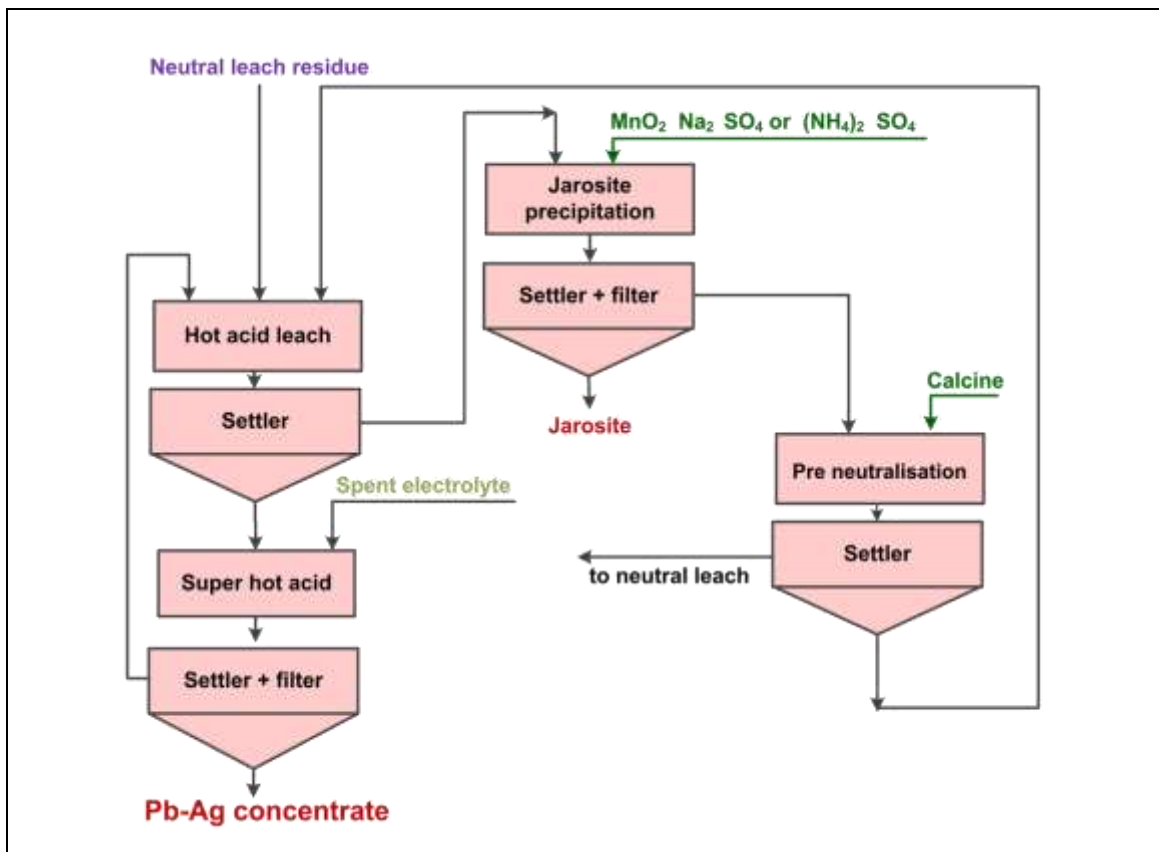 Neutral leach residue
MnO₂ Na₂ SO₄ or (NH₄)₂ SO₄
Jarosite
precipitation
Settler + filter
Hot acid leach
Calcine
Settler
Jarosite
Pre neutralisation
Spent electrolyte
Settler
to neutral leach
Super hot acid
Settler + filter
Pb-Ag concentrate